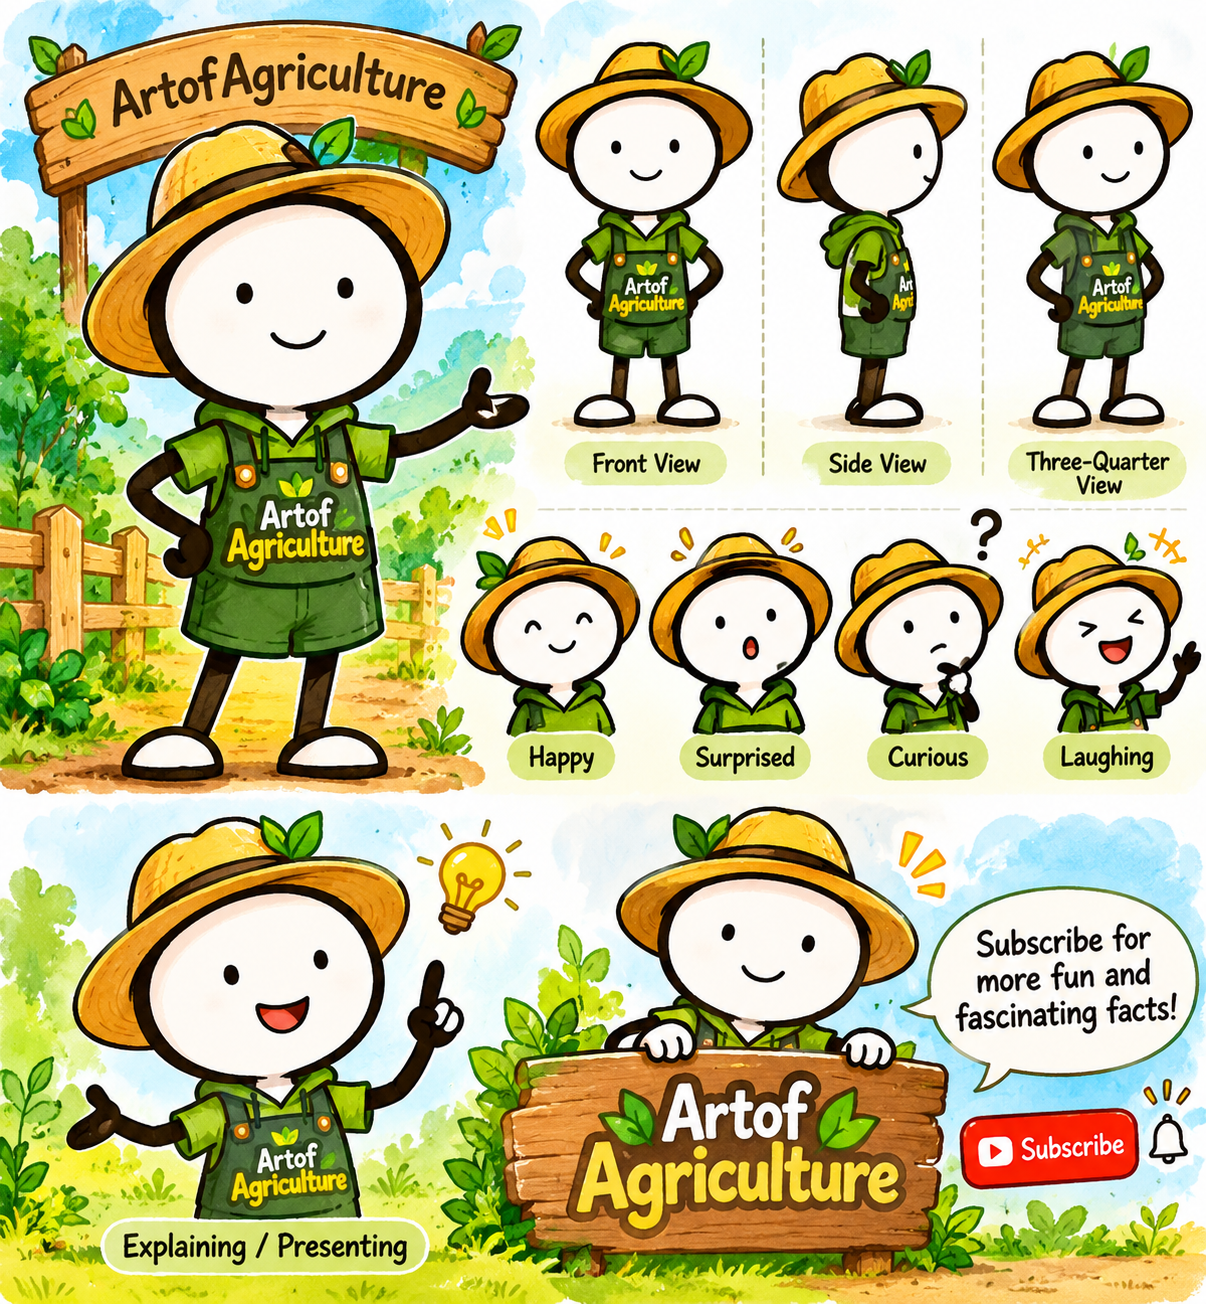 ArtofAgriculture
Artof
Agriculture
Artof
Agriculture
Art
Agri
Artof
Agriculture
Front View
Side View
Three-Quarter
View
?
Happy
Surprised
Curious
Laughing
Artof
Agriculture
Explaining / Presenting
Artof
Agriculture
Subscribe for
more fun and
fascinating facts!
Subscribe